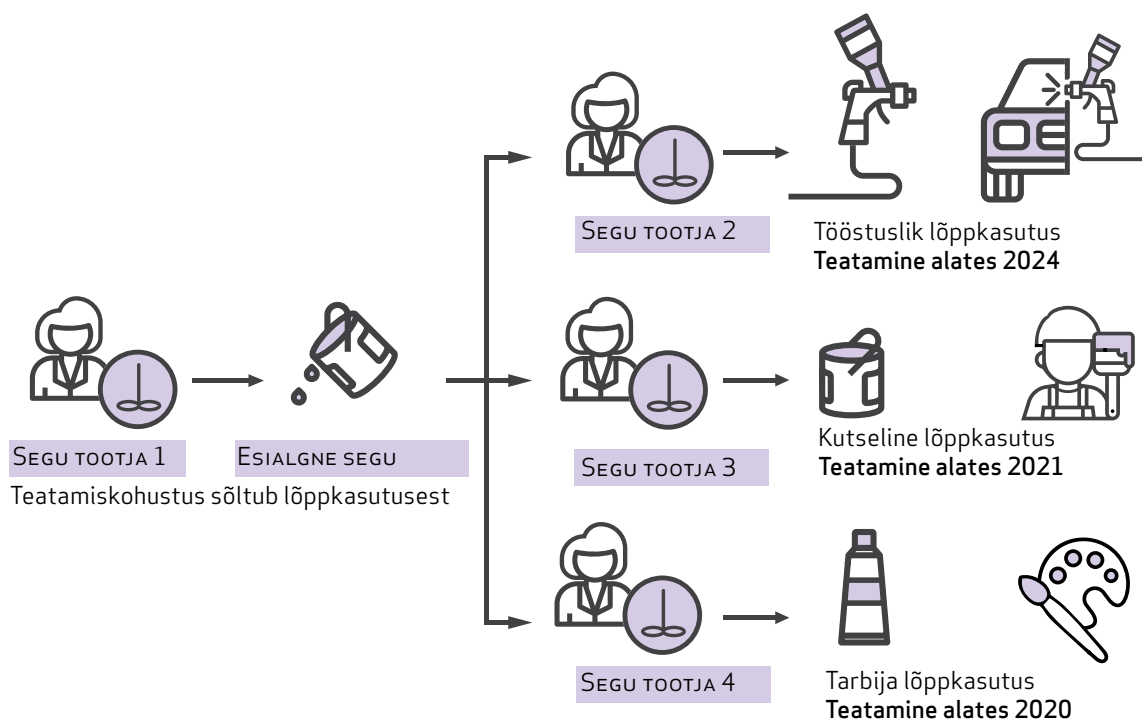 SEGU TOOTJA 2
Tööstuslik lõppkasutus
Teatamine alates 2024
SEGU TOOTJA 1
ESIALGNE SEGU
Teatamiskohustus sõltub lõppkasutusest
SEGU TOOTJA 3
Kutseline lõppkasutus
Teatamine alates 2021
SEGU TOOTJA 4
Tarbija lõppkasutus
Teatamine alates 2020